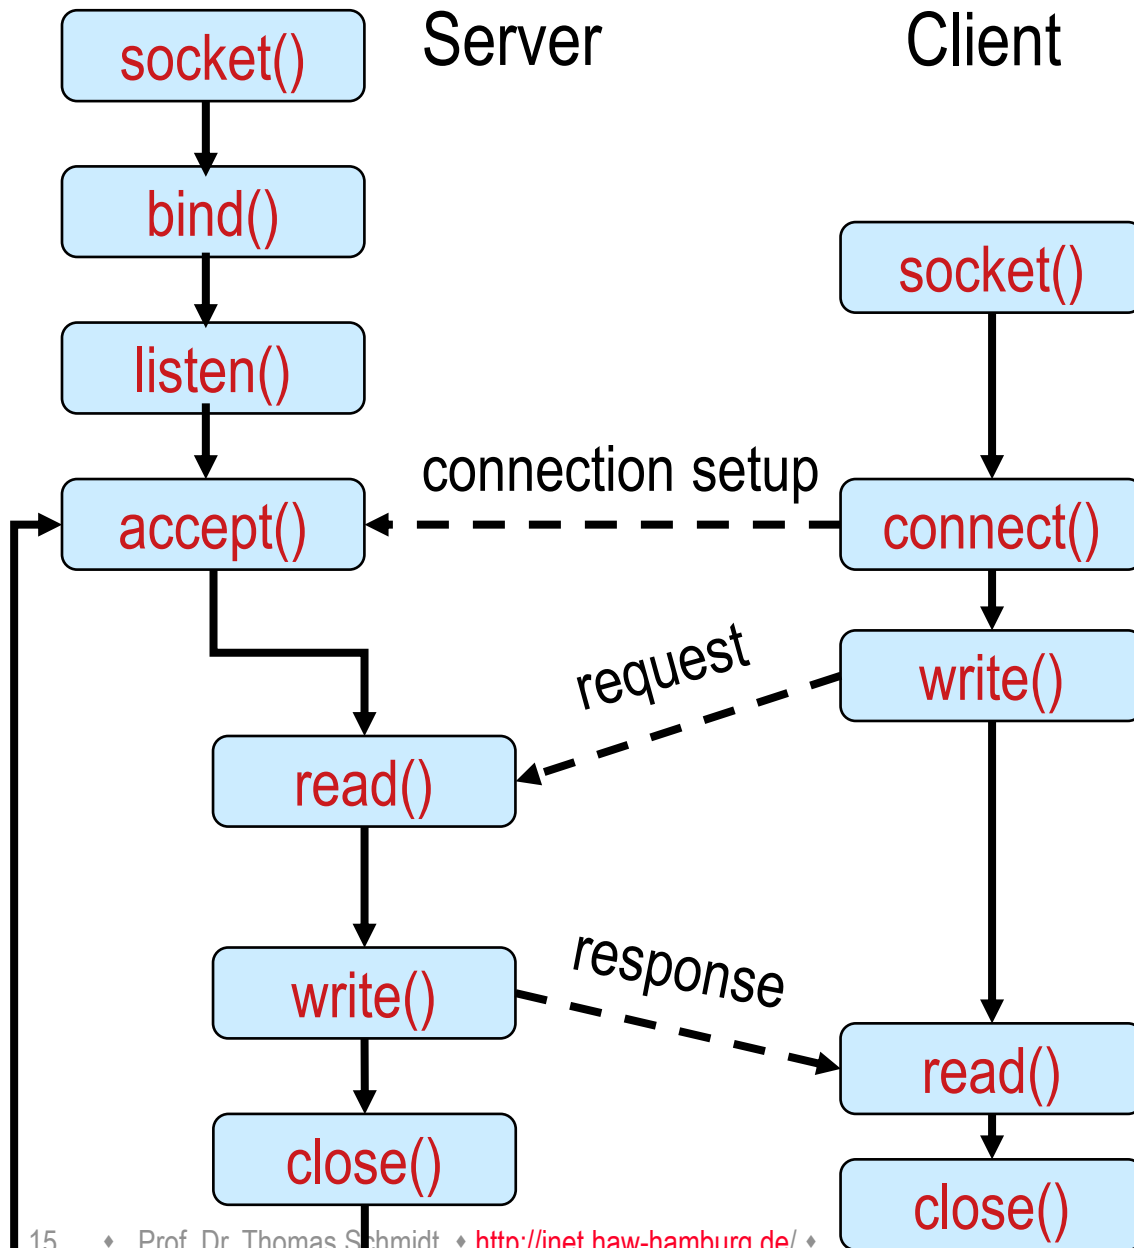 Server
Client
socket()
bind()
socket()
listen()
connection setup
accept()
connect()
request
write()
read()
response
write()
read()
close()
close()
15 ♦ Prof. Dr. Thomas Schmidt ♦ http://inet.haw-hamburg.de/ ♦